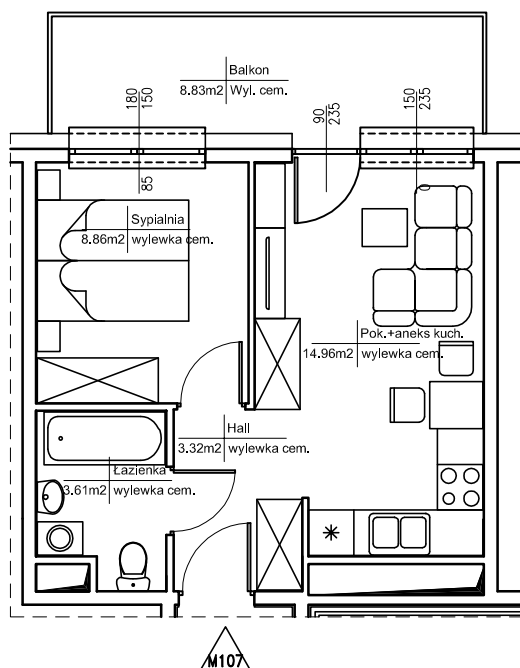 Balkon
8.83m2 Wyl. cem.
180
150
90
235
150
235
85
0
Sypialnia
8.86m2 wylewka cem.
Pok.+aneks kuch.
14.96m2 wylewka cem.
Hall
3.32m2 wylewka cem.
Łazienka
3.61m2 wylewka cem.
M107